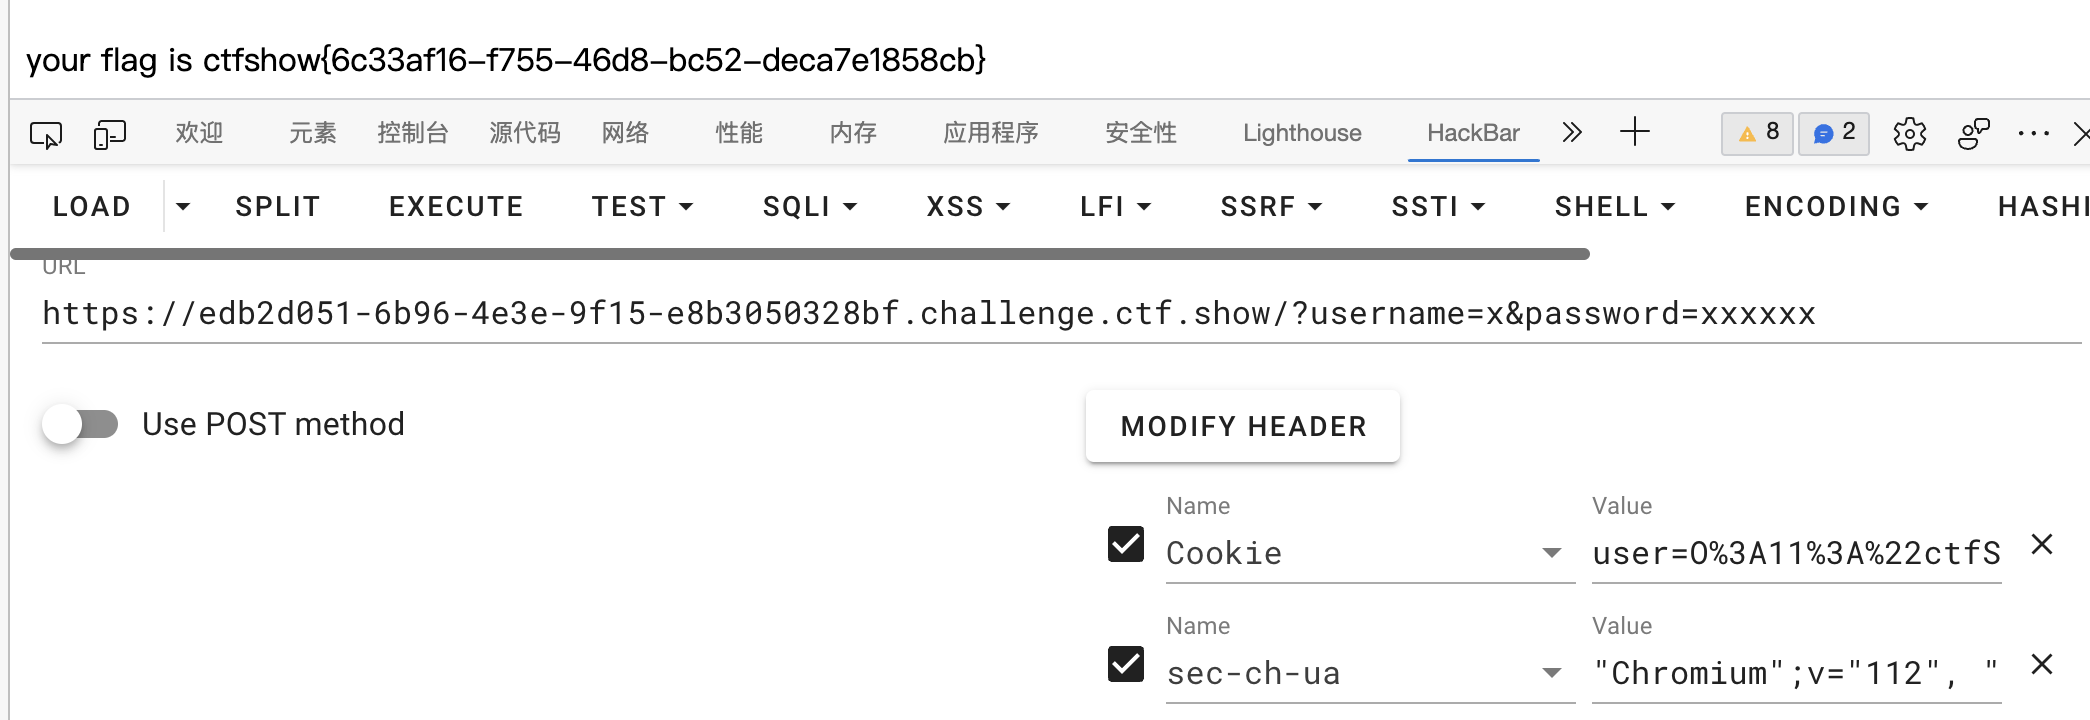 your flag is ctfshow{6c33af16-f755-46d8-bc52-deca7e1858cb}
欢迎 元素 控制台 源代码 网络 性能 内存 应用程序 安全性 Lighthouse HackBar 8 2
LOAD SPLIT EXECUTE TEST SQLI XSS LFI SSRF SSTI SHELL ENCODING HASHI
URL
https://edb2d051-6b96-4e3e-9f15-e8b3050328bf.challenge.ctf.show/?username=x&password=xxxxxx
Use POST method MODIFY HEADER
Name Value
Cookie user=O%3A11%3A%22ctfS
Name Value
sec-ch-ua "Chromium";v="112", "